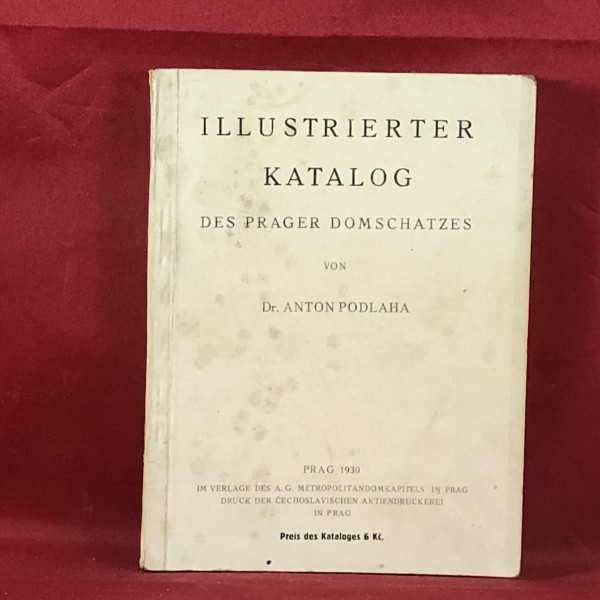 ILLUSTRIERTER
KATALOG
DES PRAGER DOMSCHATZES
VON
Dr. ANTON PODLAHA
PRAG 1930
IM VERLAGE DES A. G. METROPOLITANDOMKAPITELS IN PRAG
DRUCK DER ČECHOSLAVISCHEN AKTIENDRUCKEREI
IN PRAG
Preis des Kataloges 6 Kč.